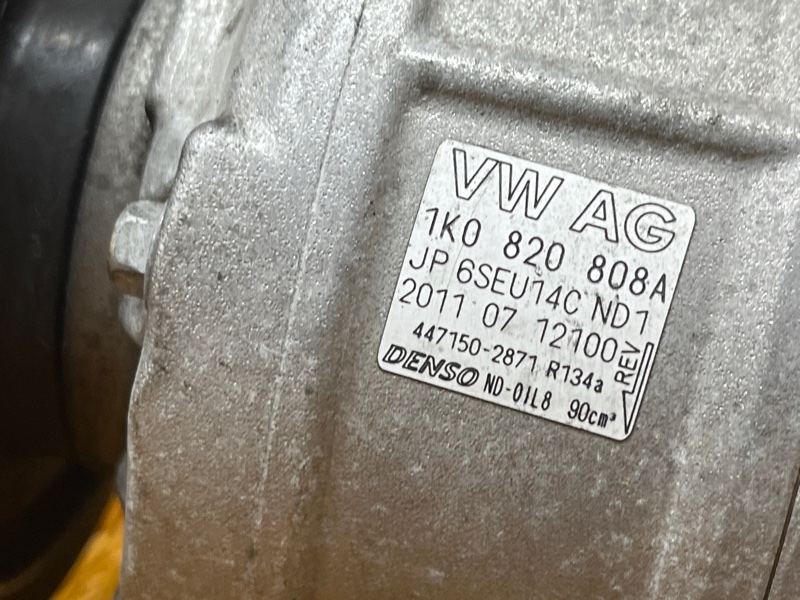 VW AG
1K0 820 808A
JP 6SEU14C ND1
2011 07 12100
447150-2871 R134a
DENSO ND-OIL8 90cm³
REV